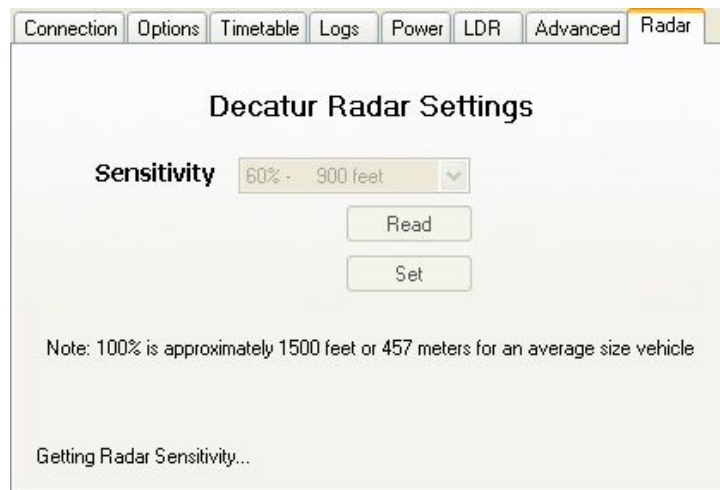 Connection Options Timetable Logs Power LDR Advanced Radar
Decatur Radar Settings
Sensitivity 60% - 900 feet
Read
Set
Note: 100% is approximately 1500 feet or 457 meters for an average size vehicle
Getting Radar Sensitivity...